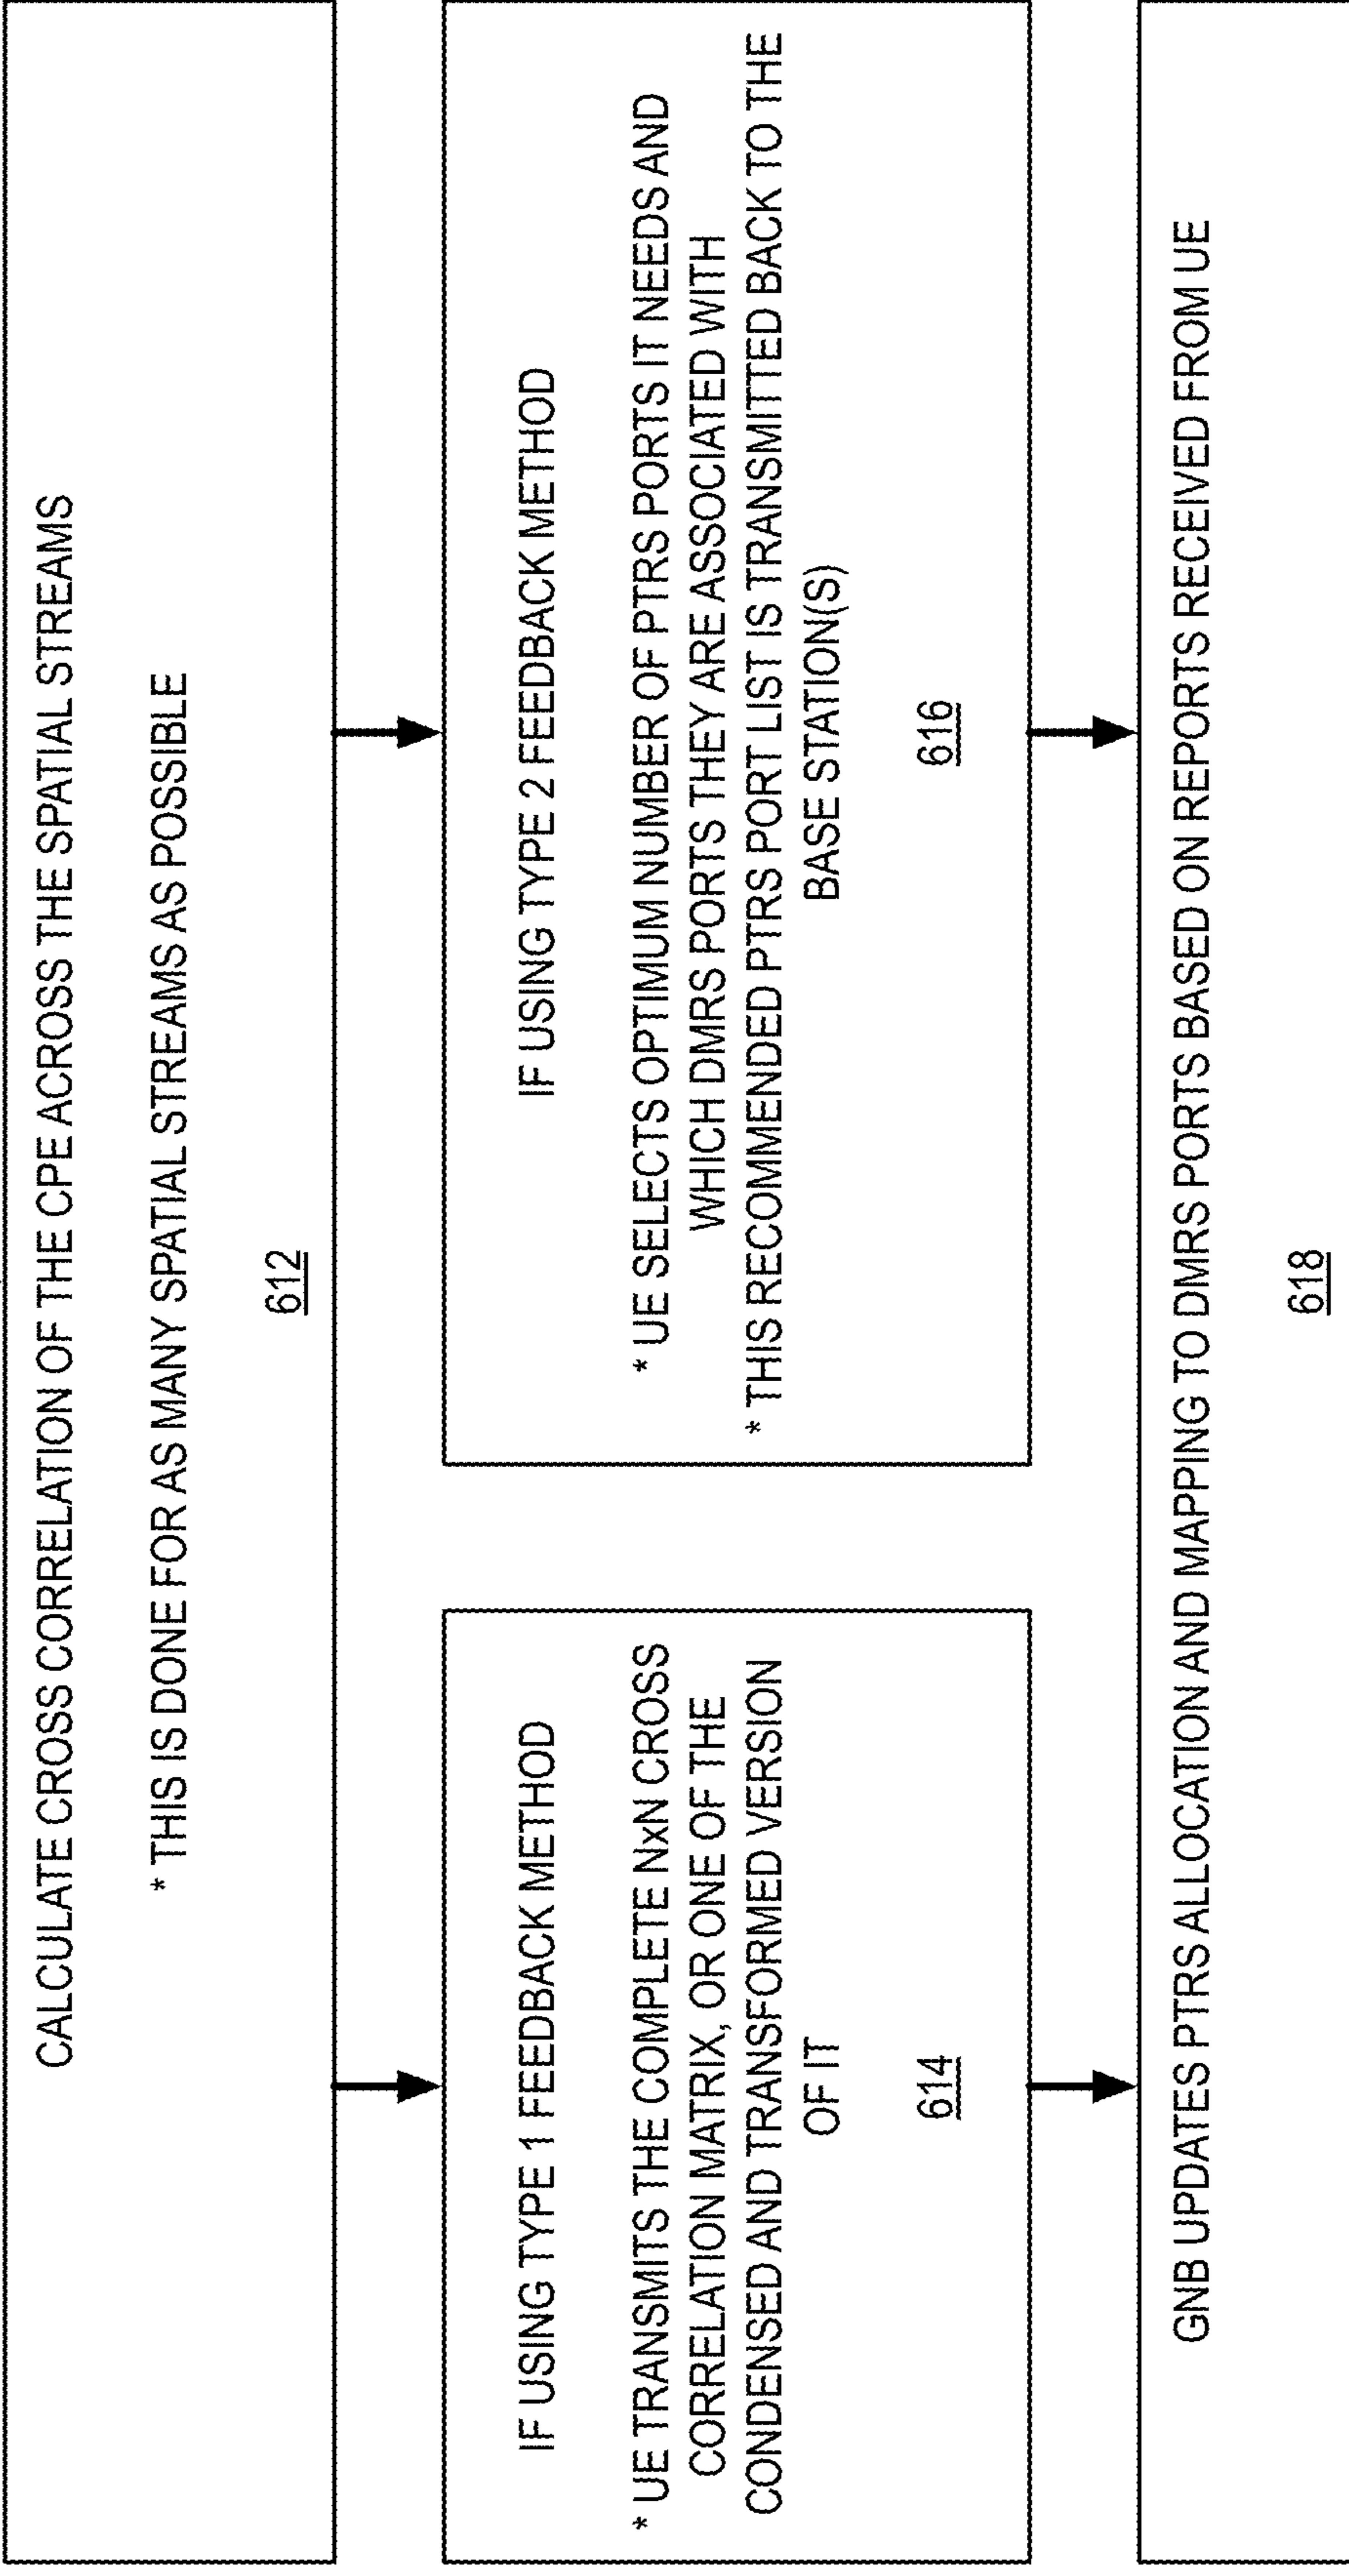 CALCULATE CROSS CORRELATION OF THE CPE ACROSS THE SPATIAL STREAMS
* THIS IS DONE FOR AS MANY SPATIAL STREAMS AS POSSIBLE
612
IF USING TYPE 1 FEEDBACK METHOD
* UE TRANSMITS THE COMPLETE NxN CROSS
CORRELATION MATRIX, OR ONE OF THE
CONDENSED AND TRANSFORMED VERSION
OF IT
614
IF USING TYPE 2 FEEDBACK METHOD
* UE SELECTS OPTIMUM NUMBER OF PTRS PORTS IT NEEDS AND
WHICH DMRS PORTS THEY ARE ASSOCIATED WITH
* THIS RECOMMENDED PTRS PORT LIST IS TRANSMITTED BACK TO THE
BASE STATION(S)
616
GNB UPDATES PTRS ALLOCATION AND MAPPING TO DMRS PORTS BASED ON REPORTS RECEIVED FROM UE
618